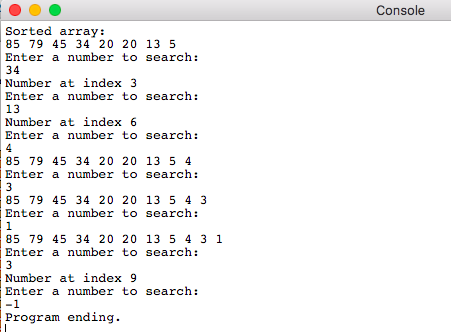 Console
Sorted array:
85 79 45 34 20 20 13 5
Enter a number to search:
34
Number at index 3
Enter a number to search:
13
Number at index 6
Enter a number to search:
4
85 79 45 34 20 20 13 5 4
Enter a number to search:
3
85 79 45 34 20 20 13 5 4 3
Enter a number to search:
1
85 79 45 34 20 20 13 5 4 3 1
Enter a number to search:
3
Number at index 9
Enter a number to search:
-1
Program ending.